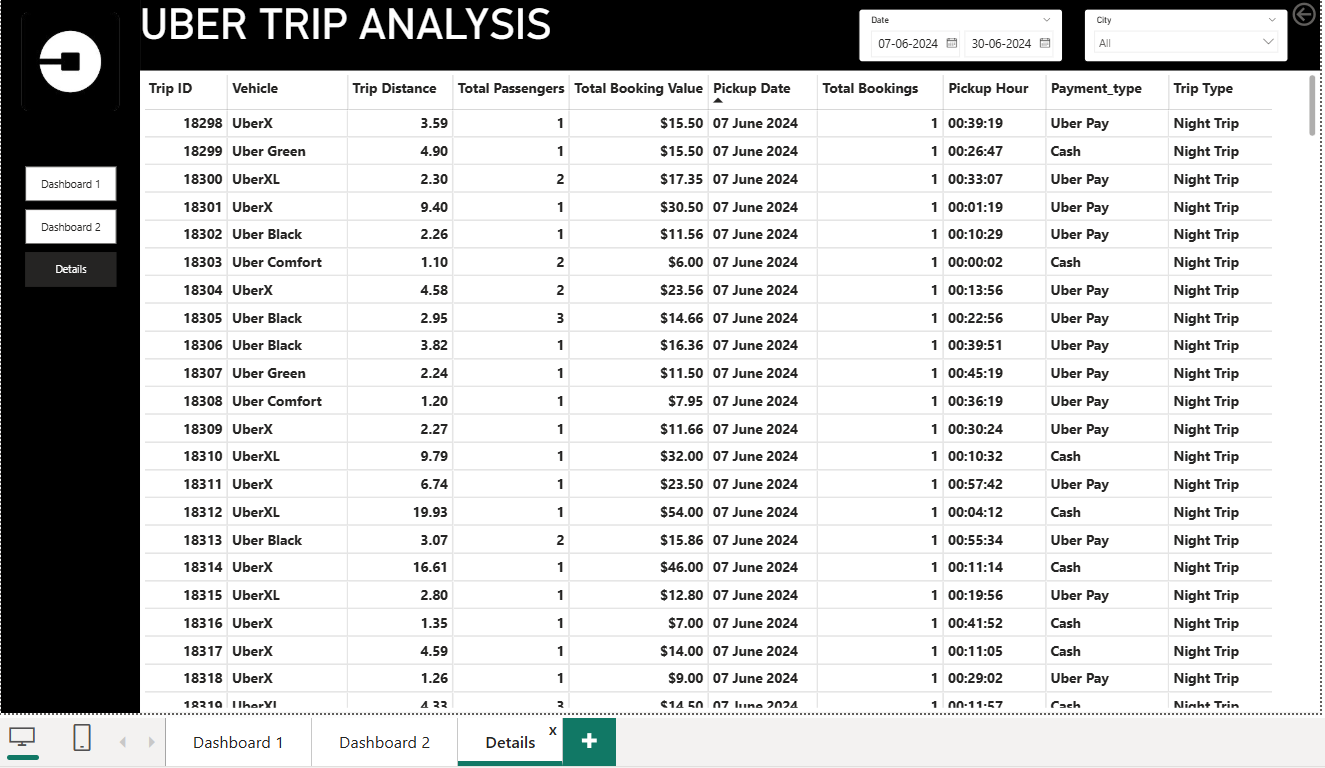 UBER TRIP ANALYSIS
Date
07-06-2024 30-06-2024
City
All
Dashboard 1
Dashboard 2
Details
Trip ID Vehicle Trip Distance Total Passengers Total Booking Value Pickup Date Total Bookings Pickup Hour Payment_type Trip Type
18298 UberX 3.59 1 $15.50 07 June 2024 1 00:39:19 Uber Pay Night Trip
18299 Uber Green 4.90 1 $15.50 07 June 2024 1 00:26:47 Cash Night Trip
18300 UberXL 2.30 2 $17.35 07 June 2024 1 00:33:07 Uber Pay Night Trip
18301 UberX 9.40 1 $30.50 07 June 2024 1 00:01:19 Uber Pay Night Trip
18302 Uber Black 2.26 1 $11.56 07 June 2024 1 00:10:29 Uber Pay Night Trip
18303 Uber Comfort 1.10 2 $6.00 07 June 2024 1 00:00:02 Cash Night Trip
18304 UberX 4.58 2 $23.56 07 June 2024 1 00:13:56 Uber Pay Night Trip
18305 Uber Black 2.95 3 $14.66 07 June 2024 1 00:22:56 Uber Pay Night Trip
18306 Uber Black 3.82 1 $16.36 07 June 2024 1 00:39:51 Uber Pay Night Trip
18307 Uber Green 2.24 1 $11.50 07 June 2024 1 00:45:19 Uber Pay Night Trip
18308 Uber Comfort 1.20 1 $7.95 07 June 2024 1 00:36:19 Uber Pay Night Trip
18309 UberX 2.27 1 $11.66 07 June 2024 1 00:30:24 Uber Pay Night Trip
18310 UberXL 9.79 1 $32.00 07 June 2024 1 00:10:32 Cash Night Trip
18311 UberX 6.74 1 $23.50 07 June 2024 1 00:57:42 Uber Pay Night Trip
18312 UberXL 19.93 1 $54.00 07 June 2024 1 00:04:12 Cash Night Trip
18313 Uber Black 3.07 2 $15.86 07 June 2024 1 00:55:34 Uber Pay Night Trip
18314 UberX 16.61 1 $46.00 07 June 2024 1 00:11:14 Cash Night Trip
18315 UberXL 2.80 1 $12.80 07 June 2024 1 00:19:56 Uber Pay Night Trip
18316 UberX 1.35 1 $7.00 07 June 2024 1 00:41:52 Cash Night Trip
18317 UberX 4.59 1 $14.00 07 June 2024 1 00:11:05 Cash Night Trip
18318 UberX 1.26 1 $9.00 07 June 2024 1 00:29:02 Uber Pay Night Trip
18319 UberXL 4.33 3 $14.50 07 June 2024 1 00:11:57 Cash Night Trip
Dashboard 1 Dashboard 2 Details x +